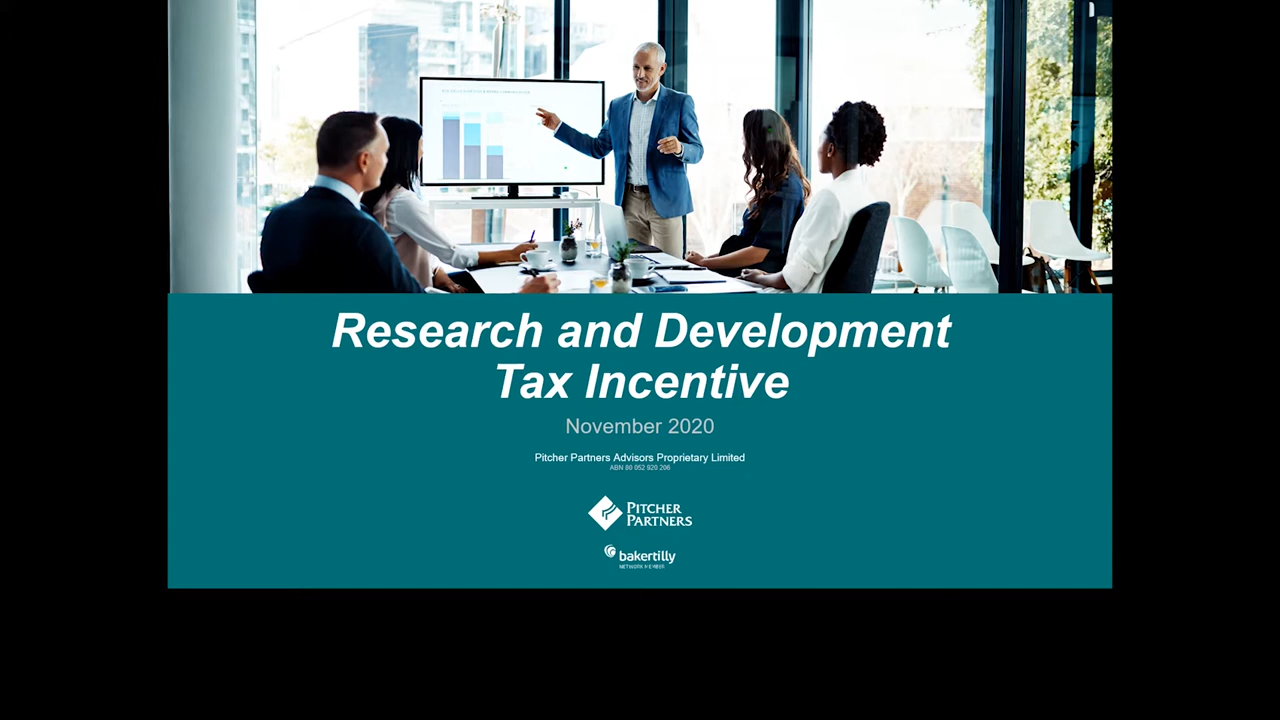 Research and Development
Tax Incentive
November 2020
Pitcher Partners Advisors Proprietary Limited
ABN 80 052 920 206
PITCHER
PARTNERS
bakertilly
NETWORK MEMBER